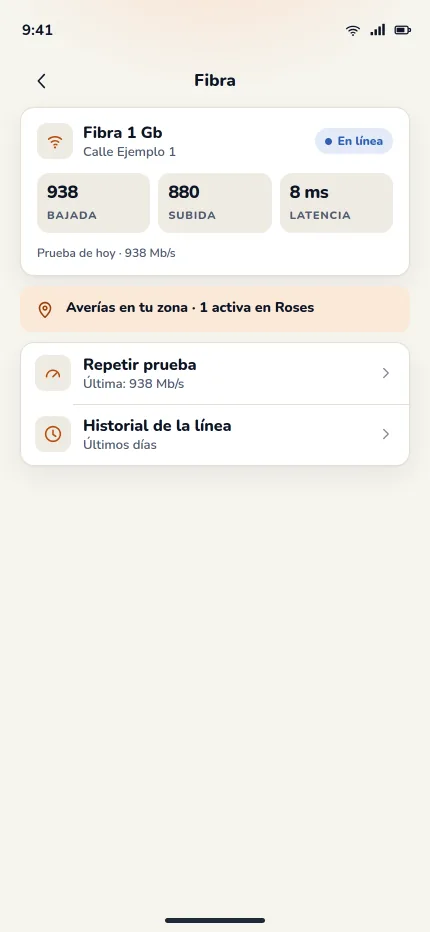 9:41
Fibra
Fibra 1 Gb
Calle Ejemplo 1
En línea
938
BAJADA
880
SUBIDA
8 ms
LATENCIA
Prueba de hoy · 938 Mb/s
Averías en tu zona · 1 activa en Roses
Repetir prueba
Última: 938 Mb/s
Historial de la línea
Últimos días